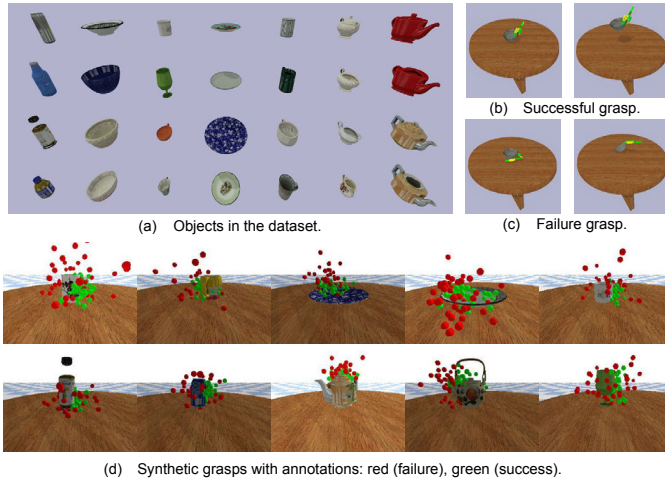 (b) Successful grasp.
(c) Failure grasp.
(a) Objects in the dataset.
(d) Synthetic grasps with annotations: red (failure), green (success).